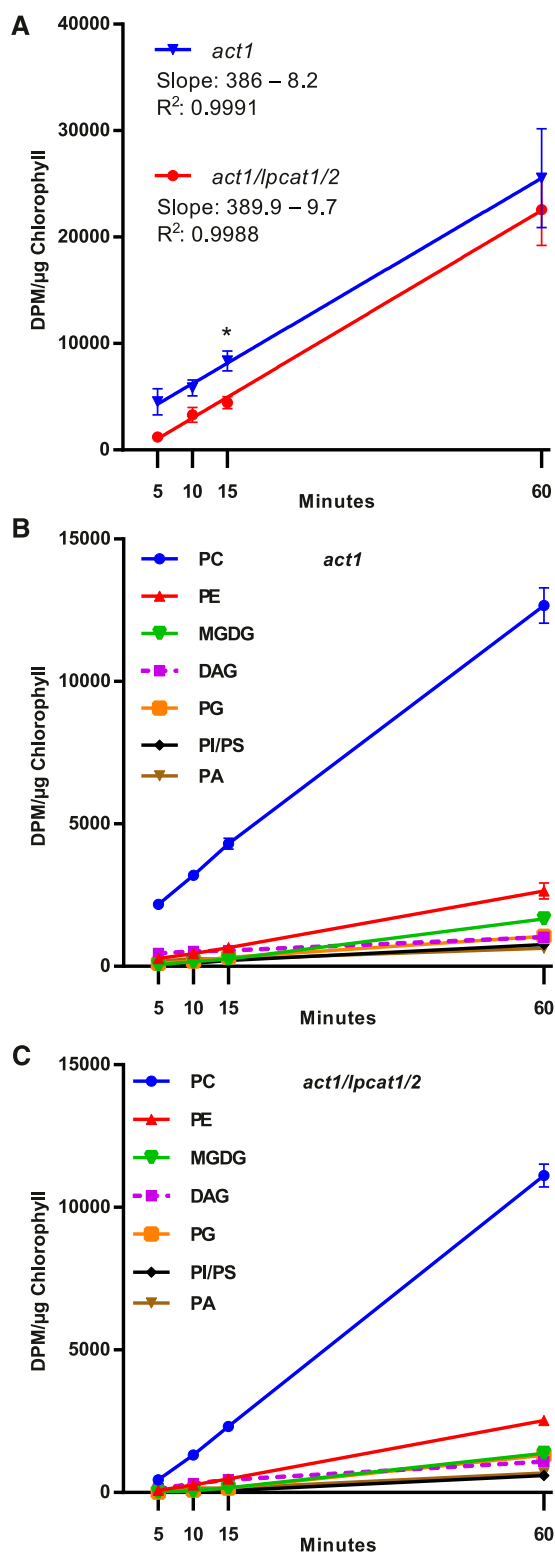 A
40000
30000
20000
10000
0
DPM/µg Chlorophyll
act1
Slope: 386 – 8.2
R²: 0.9991
act1/lpcat1/2
Slope: 389.9 – 9.7
R²: 0.9988
*
5 10 15 60
Minutes
B
15000
10000
5000
0
DPM/µg Chlorophyll
act1
PC
PE
MGDG
DAG
PG
PI/PS
PA
5 10 15 60
Minutes
C
15000
10000
5000
0
DPM/µg Chlorophyll
act1/lpcat1/2
PC
PE
MGDG
DAG
PG
PI/PS
PA
5 10 15 60
Minutes